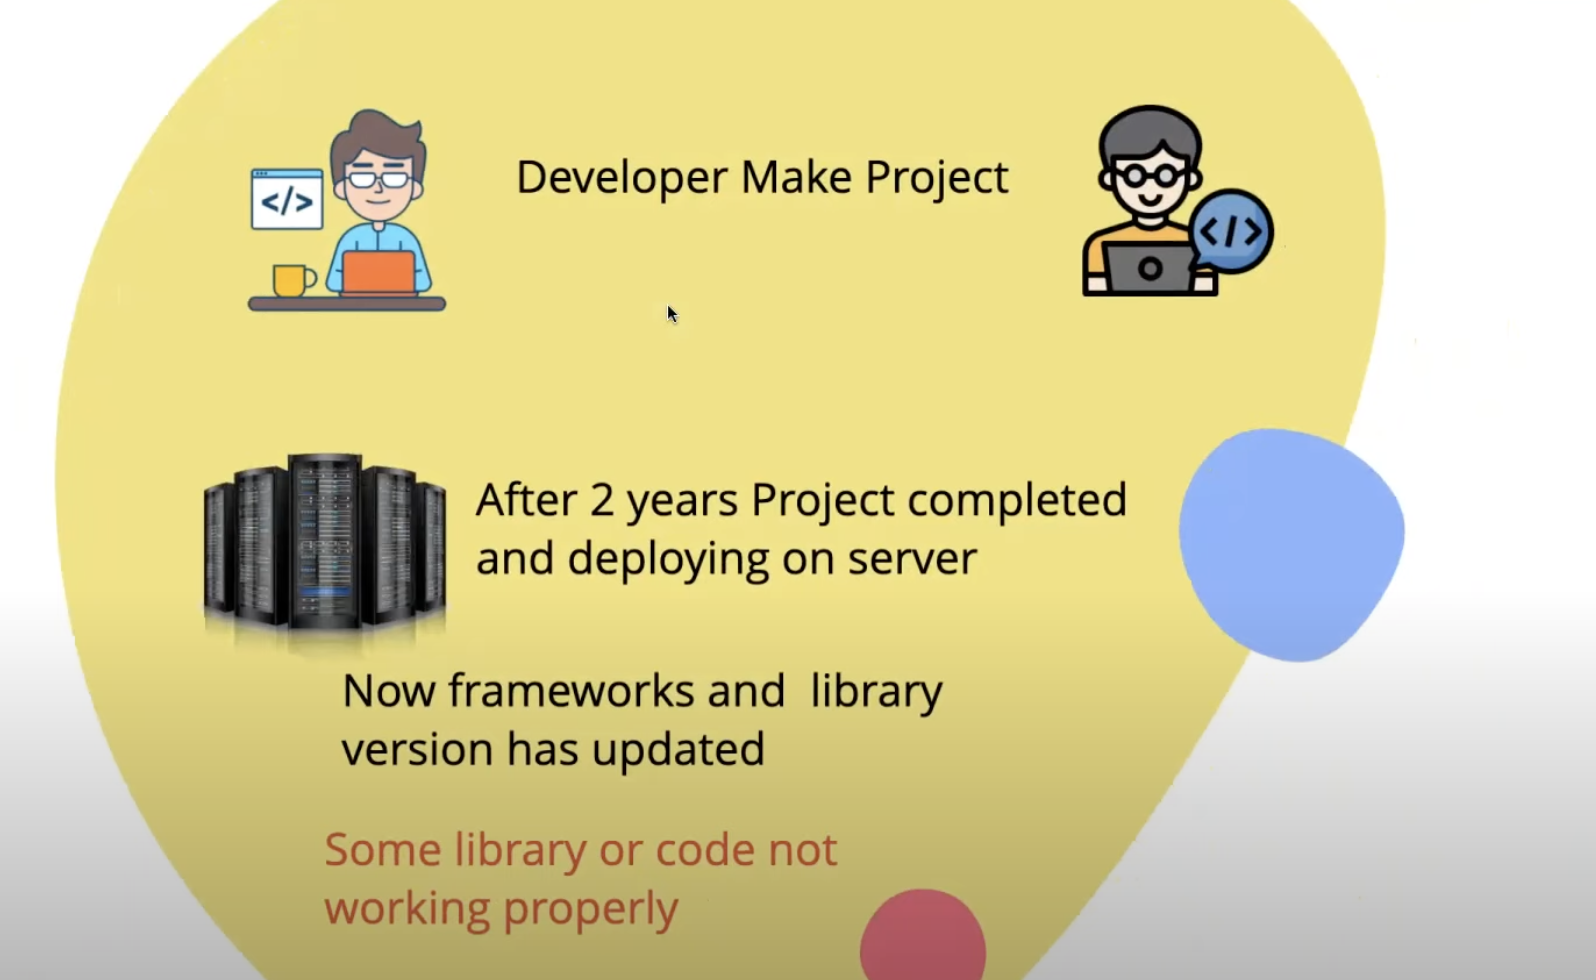 Developer Make Project
</>
</>
After 2 years Project completed
and deploying on server
Now frameworks and library
version has updated
Some library or code not
working properly